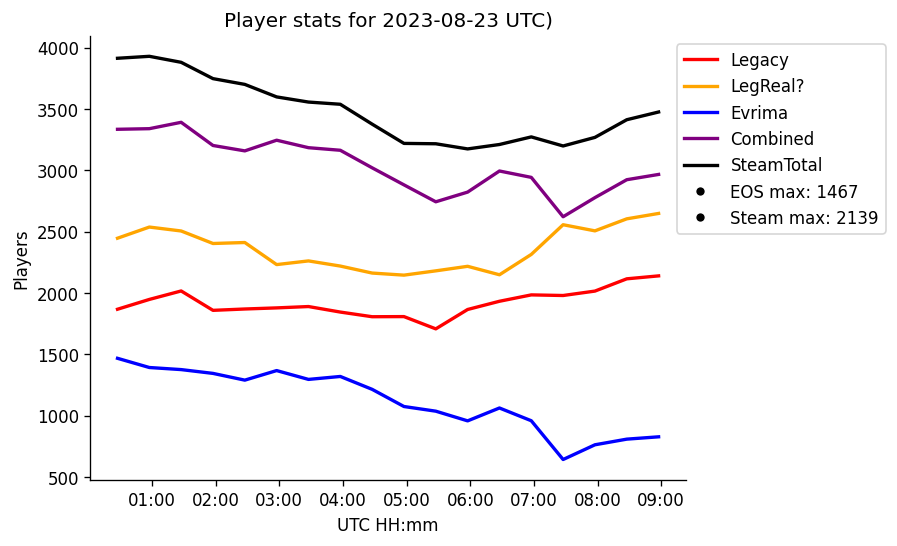 Player stats for 2023-08-23 UTC)
4000
3500
3000
2500
2000
1500
1000
500
Players
01:00 02:00 03:00 04:00 05:00 06:00 07:00 08:00 09:00
UTC HH:mm
Legacy
LegReal?
Evrima
Combined
SteamTotal
EOS max: 1467
Steam max: 2139